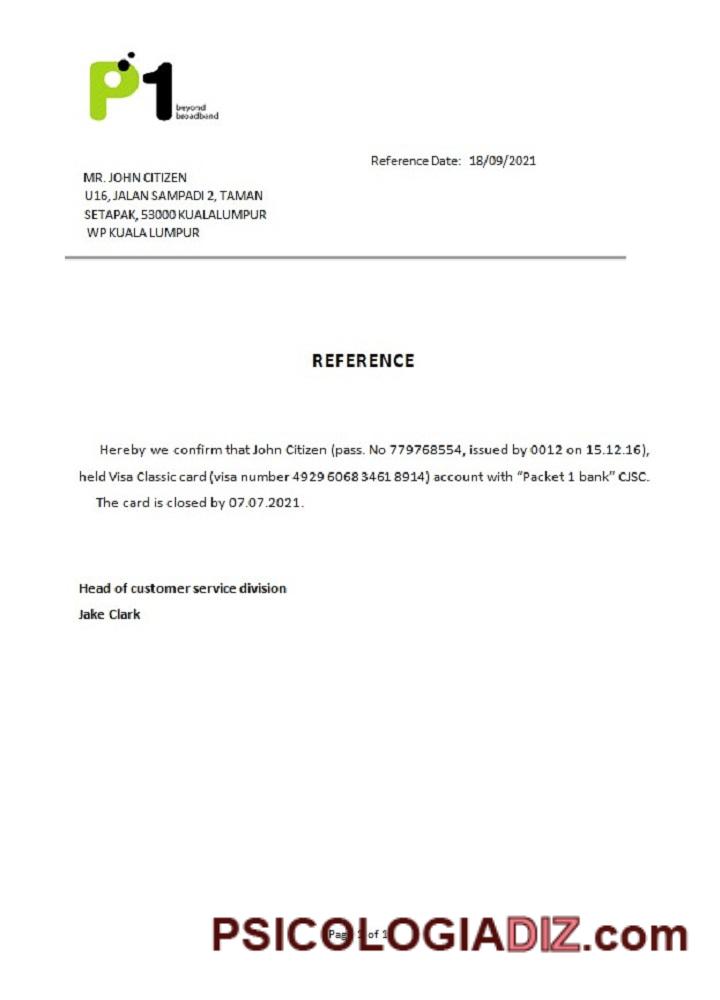 P1
beyond
broadband
Reference Date: 18/09/2021
MR. JOHN CITIZEN
U16, JALAN SAMPADI 2, TAMAN
SETAPAK, 53000 KUALALUMPUR
WP KUALA LUMPUR
REFERENCE
Hereby we confirm that John Citizen (pass. No 779768554, issued by 0012 on 15.12.16),
held Visa Classic card (visa number 4929 6068 3461 8914) account with “Packet 1 bank” CJSC.
The card is closed by 07.07.2021.
Head of customer service division
Jake Clark
Page 1 of 1
PSICOLOGIADIZ.com